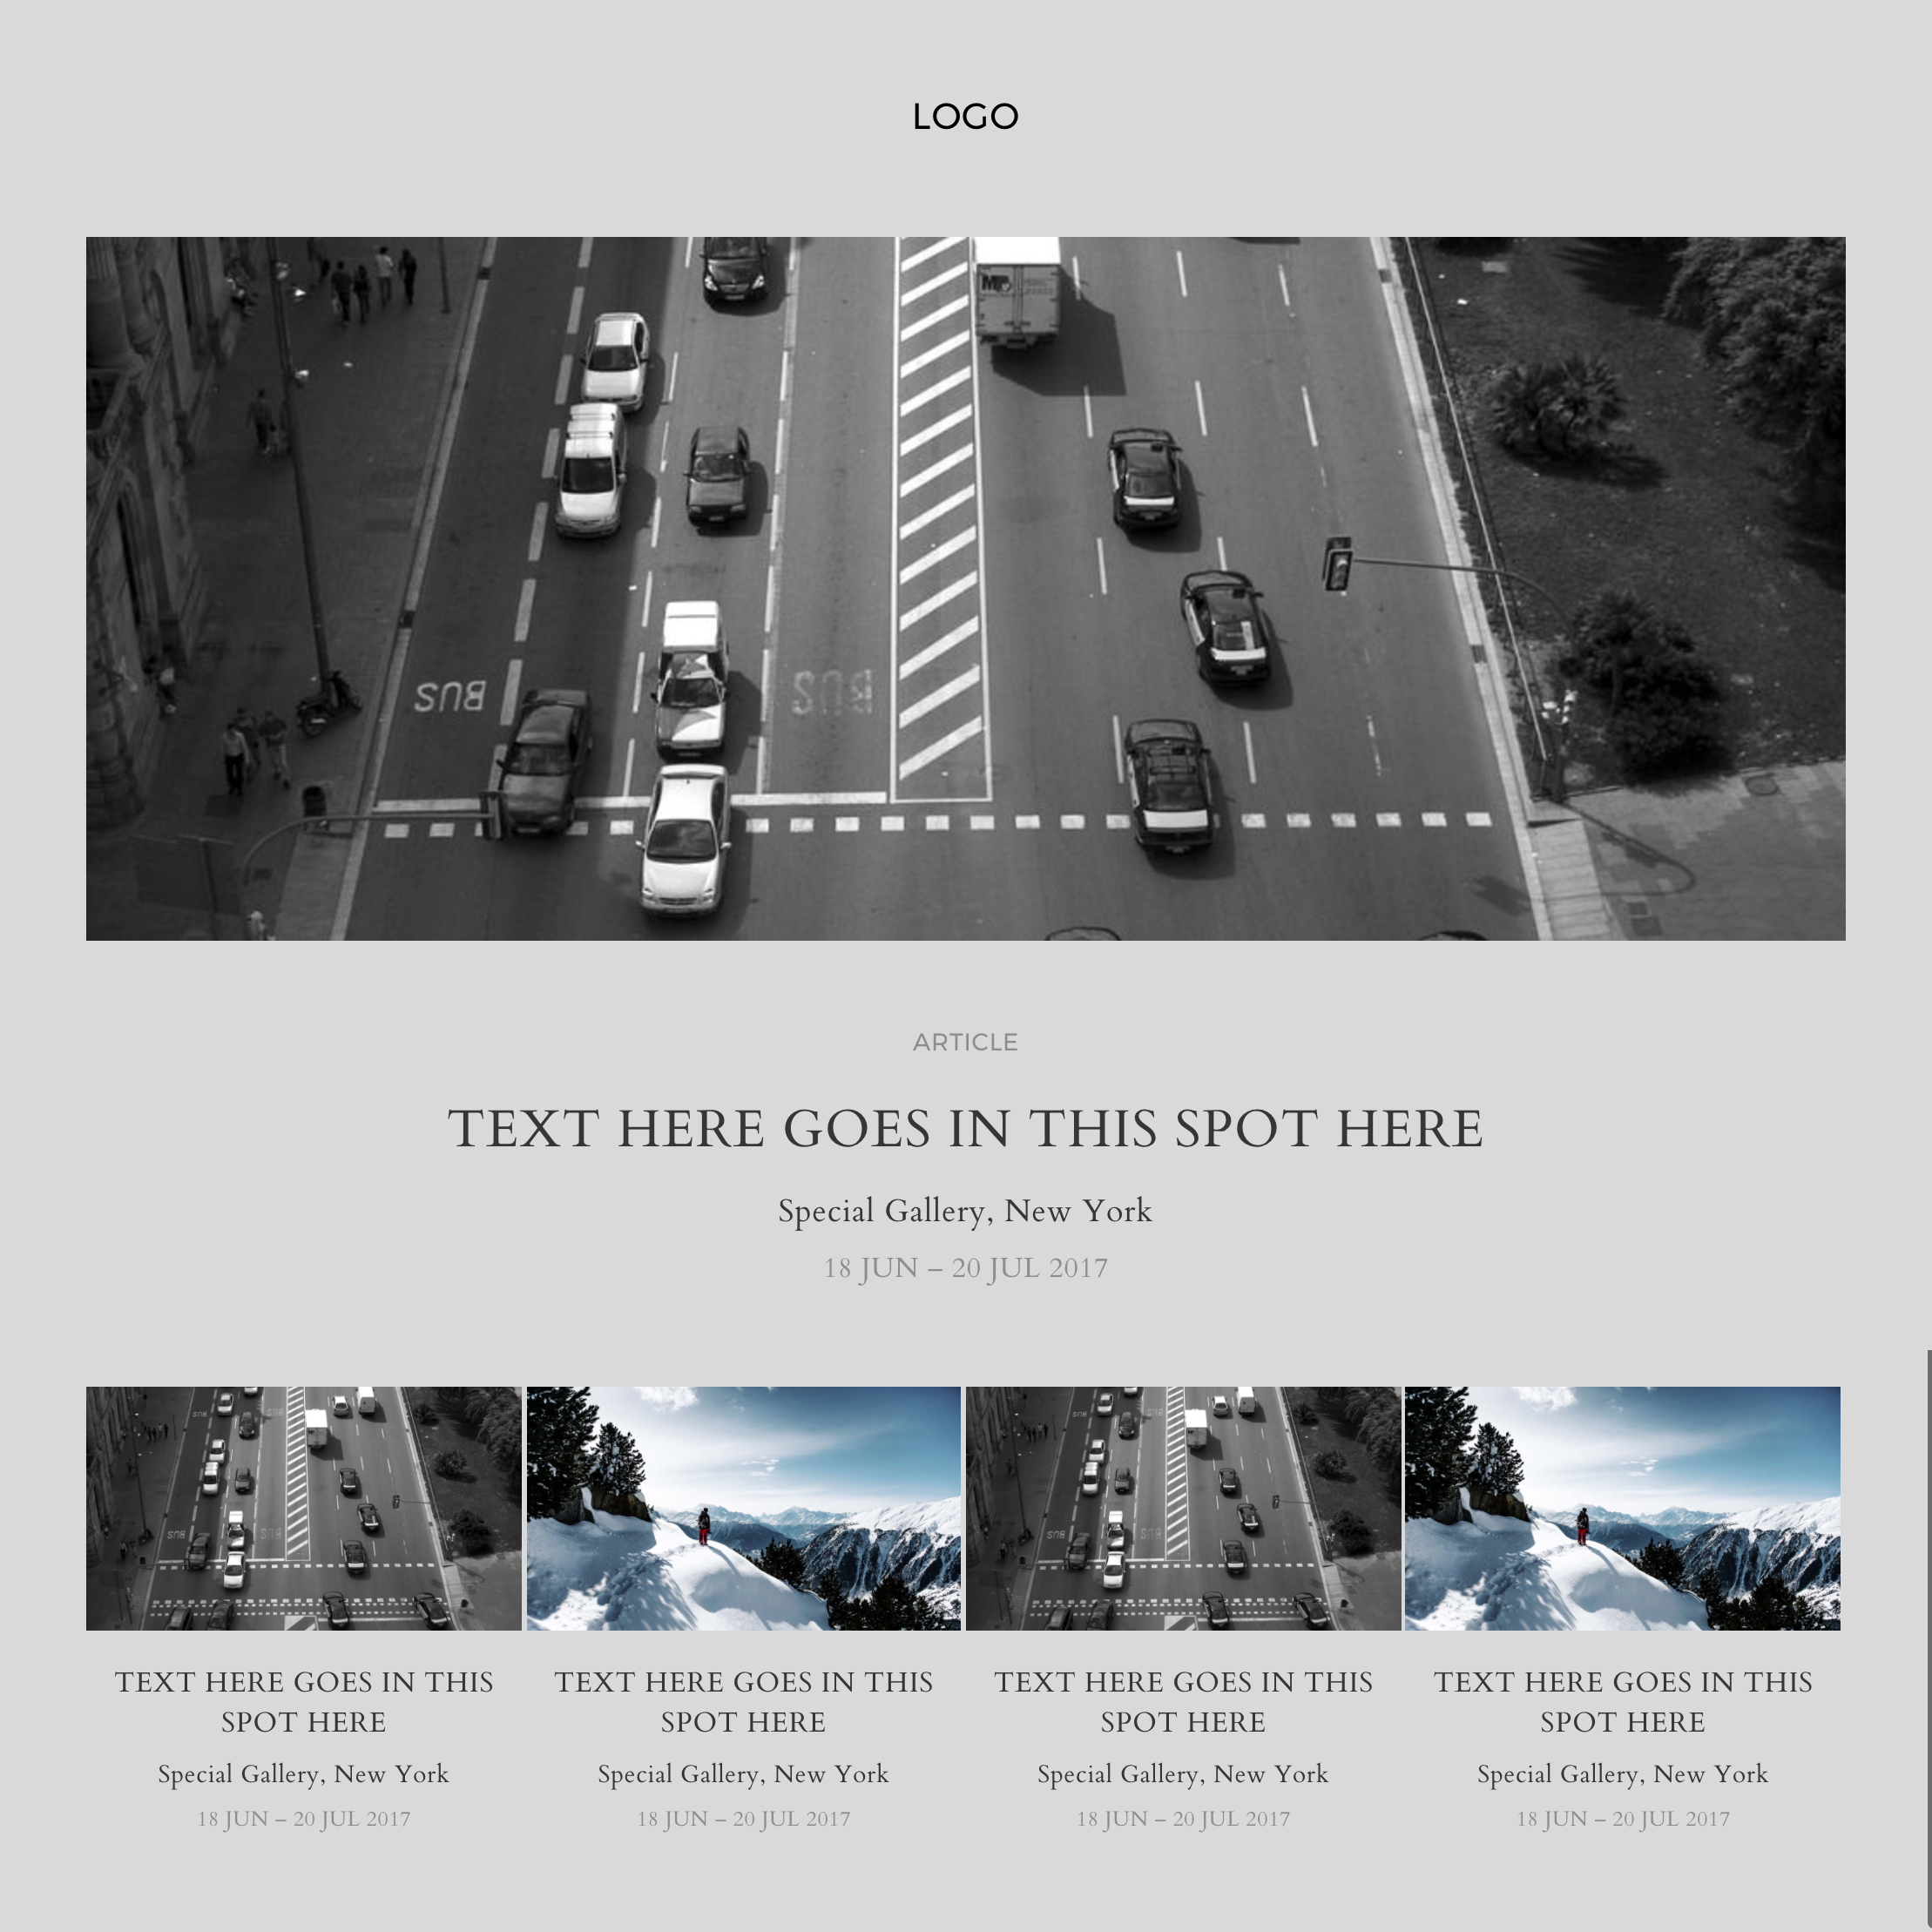 LOGO
BUS
BUS
ARTICLE
TEXT HERE GOES IN THIS SPOT HERE
Special Gallery, New York
18 JUN – 20 JUL 2017
BUS
BUS
BUS
BUS
TEXT HERE GOES IN THIS
SPOT HERE
Special Gallery, New York
18 JUN – 20 JUL 2017
TEXT HERE GOES IN THIS
SPOT HERE
Special Gallery, New York
18 JUN – 20 JUL 2017
TEXT HERE GOES IN THIS
SPOT HERE
Special Gallery, New York
18 JUN – 20 JUL 2017
TEXT HERE GOES IN THIS
SPOT HERE
Special Gallery, New York
18 JUN – 20 JUL 2017